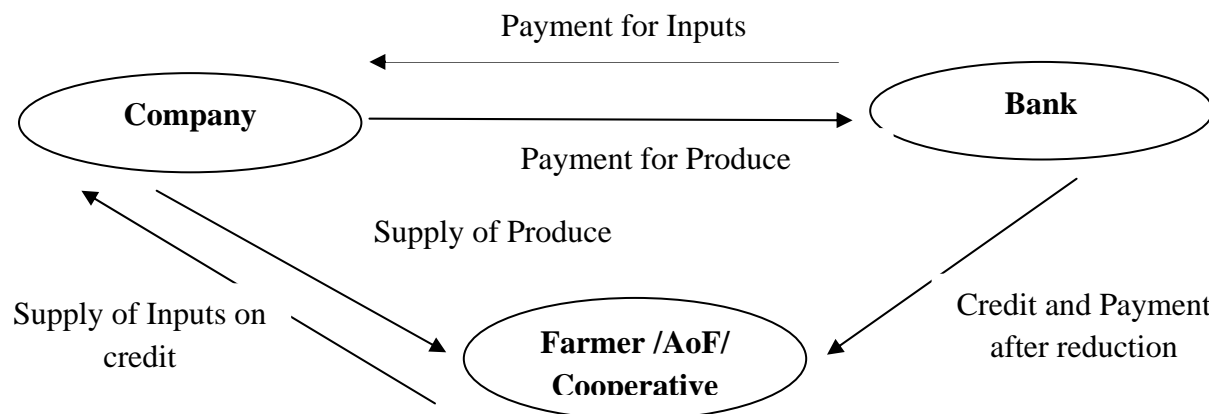 Payment for Inputs
Company
Bank
Payment for Produce
Supply of Produce
Supply of Inputs on
credit
Farmer /AoF/
Cooperative
Credit and Payment
after reduction